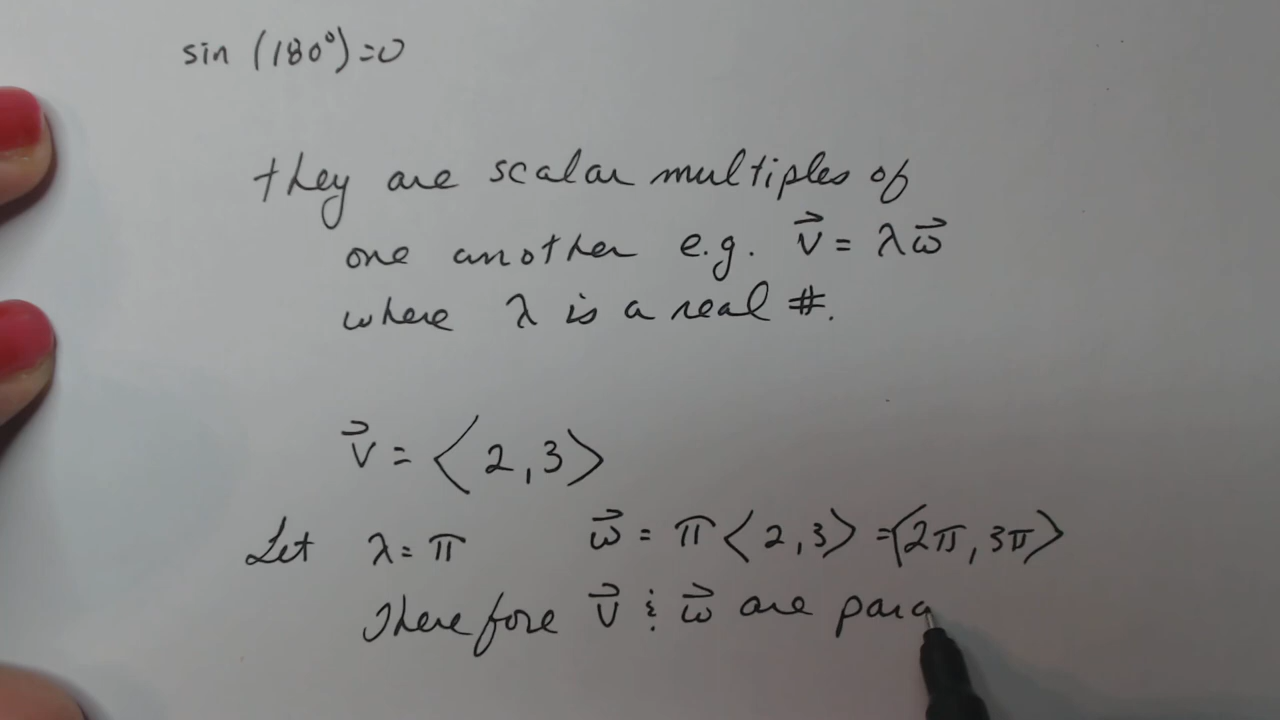 sin (180°)=0
they are scalar multiples of
one another e.g. v⃗ = λω⃗
where λ is a real #.
v⃗ = ⟨2,3⟩
Let λ = π ω⃗ = π⟨2,3⟩ = ⟨2π, 3π⟩
Therefore v⃗ & ω⃗ are para